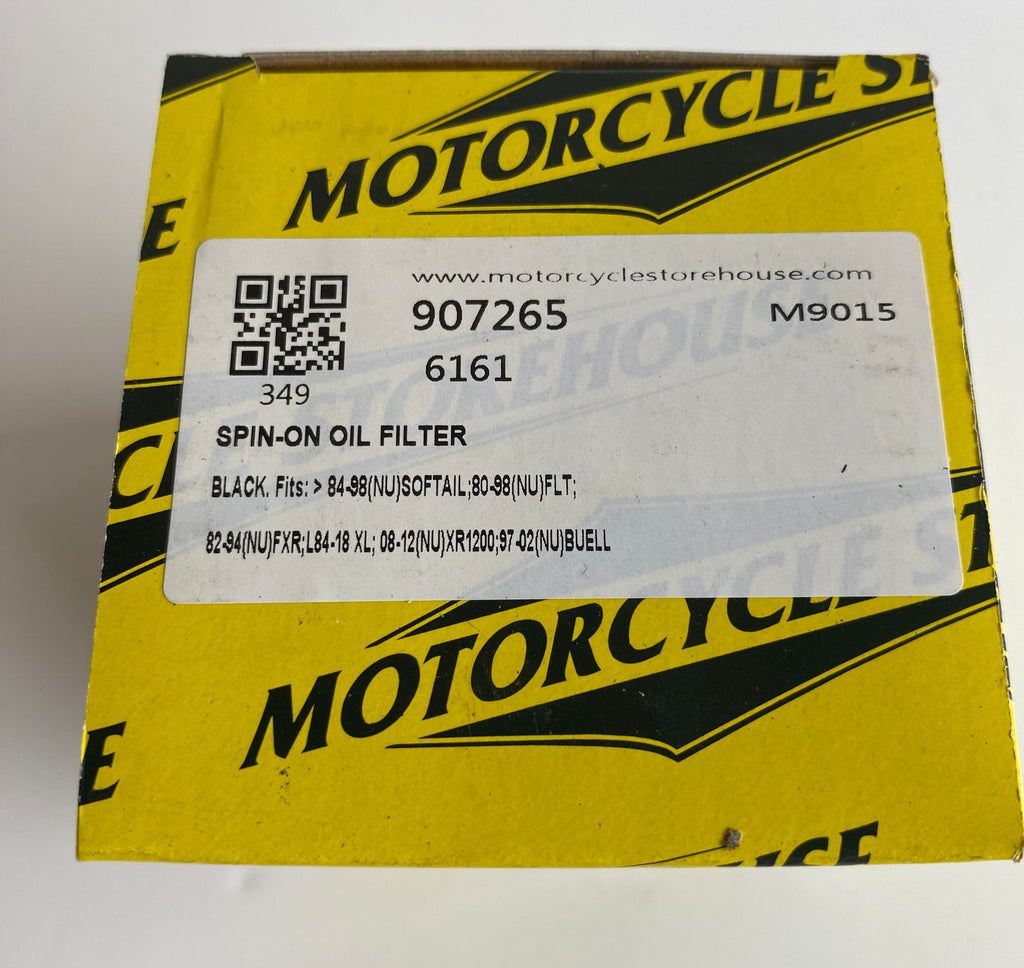 MOTORCYCLE
E
www.motorcyclestorehouse.com
907265 M9015
6161
349
SPIN-ON OIL FILTER
BLACK. Fits: > 84-98(NU)SOFTAIL;80-98(NU)FLT;
82-94(NU)FXR;L84-18 XL; 08-12(NU)XR1200;97-02(NU)BUELL
STOREHOUSE
MOTORCYCLE ST
E